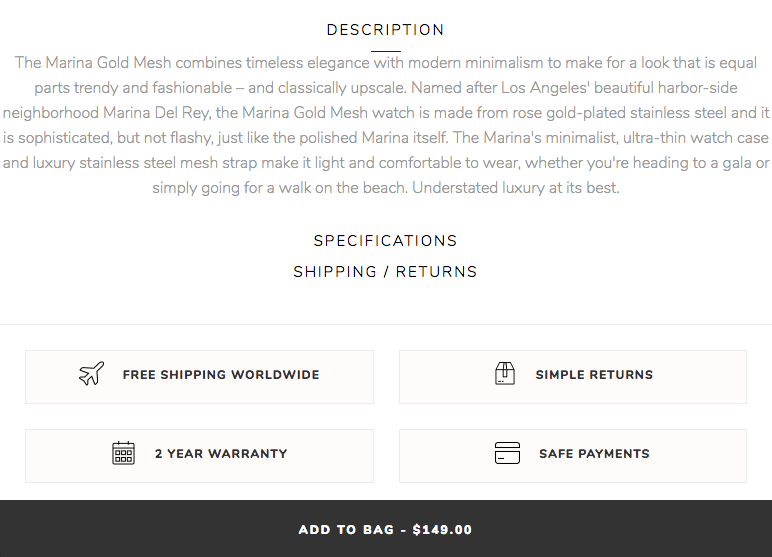 DESCRIPTION
The Marina Gold Mesh combines timeless elegance with modern minimalism to make for a look that is equal
parts trendy and fashionable – and classically upscale. Named after Los Angeles' beautiful harbor-side
neighborhood Marina Del Rey, the Marina Gold Mesh watch is made from rose gold-plated stainless steel and it
is sophisticated, but not flashy, just like the polished Marina itself. The Marina's minimalist, ultra-thin watch case
and luxury stainless steel mesh strap make it light and comfortable to wear, whether you're heading to a gala or
simply going for a walk on the beach. Understated luxury at its best.
SPECIFICATIONS
SHIPPING / RETURNS
FREE SHIPPING WORLDWIDE
SIMPLE RETURNS
2 YEAR WARRANTY
SAFE PAYMENTS
ADD TO BAG - $149.00